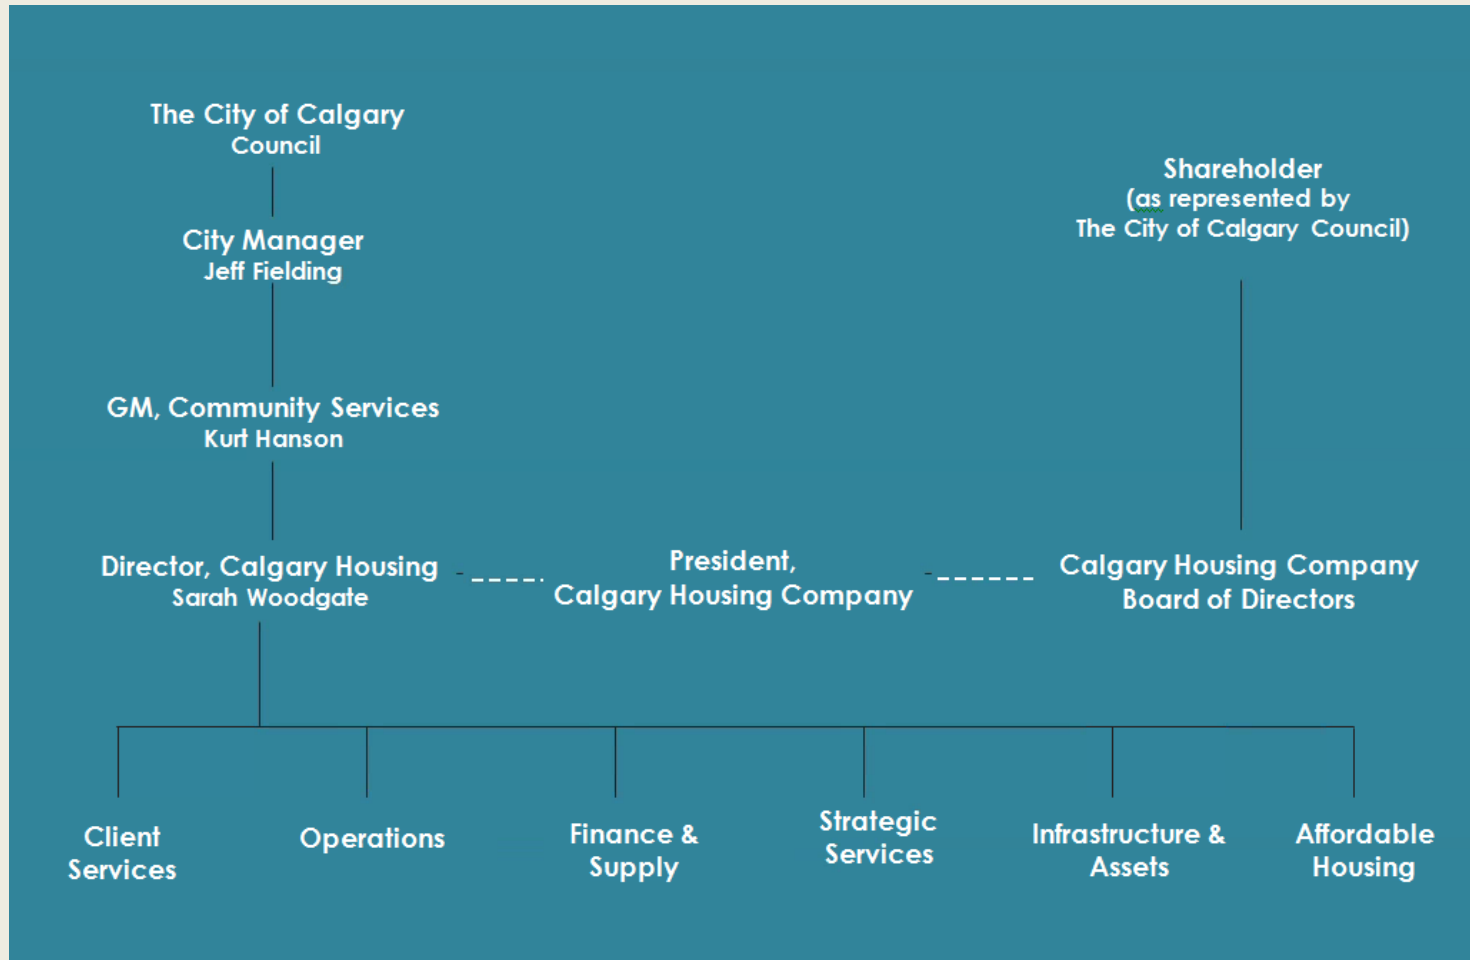 The City of Calgary
Council
Shareholder
(as represented by
The City of Calgary Council)
City Manager
Jeff Fielding
GM, Community Services
Kurt Hanson
Director, Calgary Housing
Sarah Woodgate
President,
Calgary Housing Company
Calgary Housing Company
Board of Directors
Client
Services
Operations
Finance &
Supply
Strategic
Services
Infrastructure &
Assets
Affordable
Housing